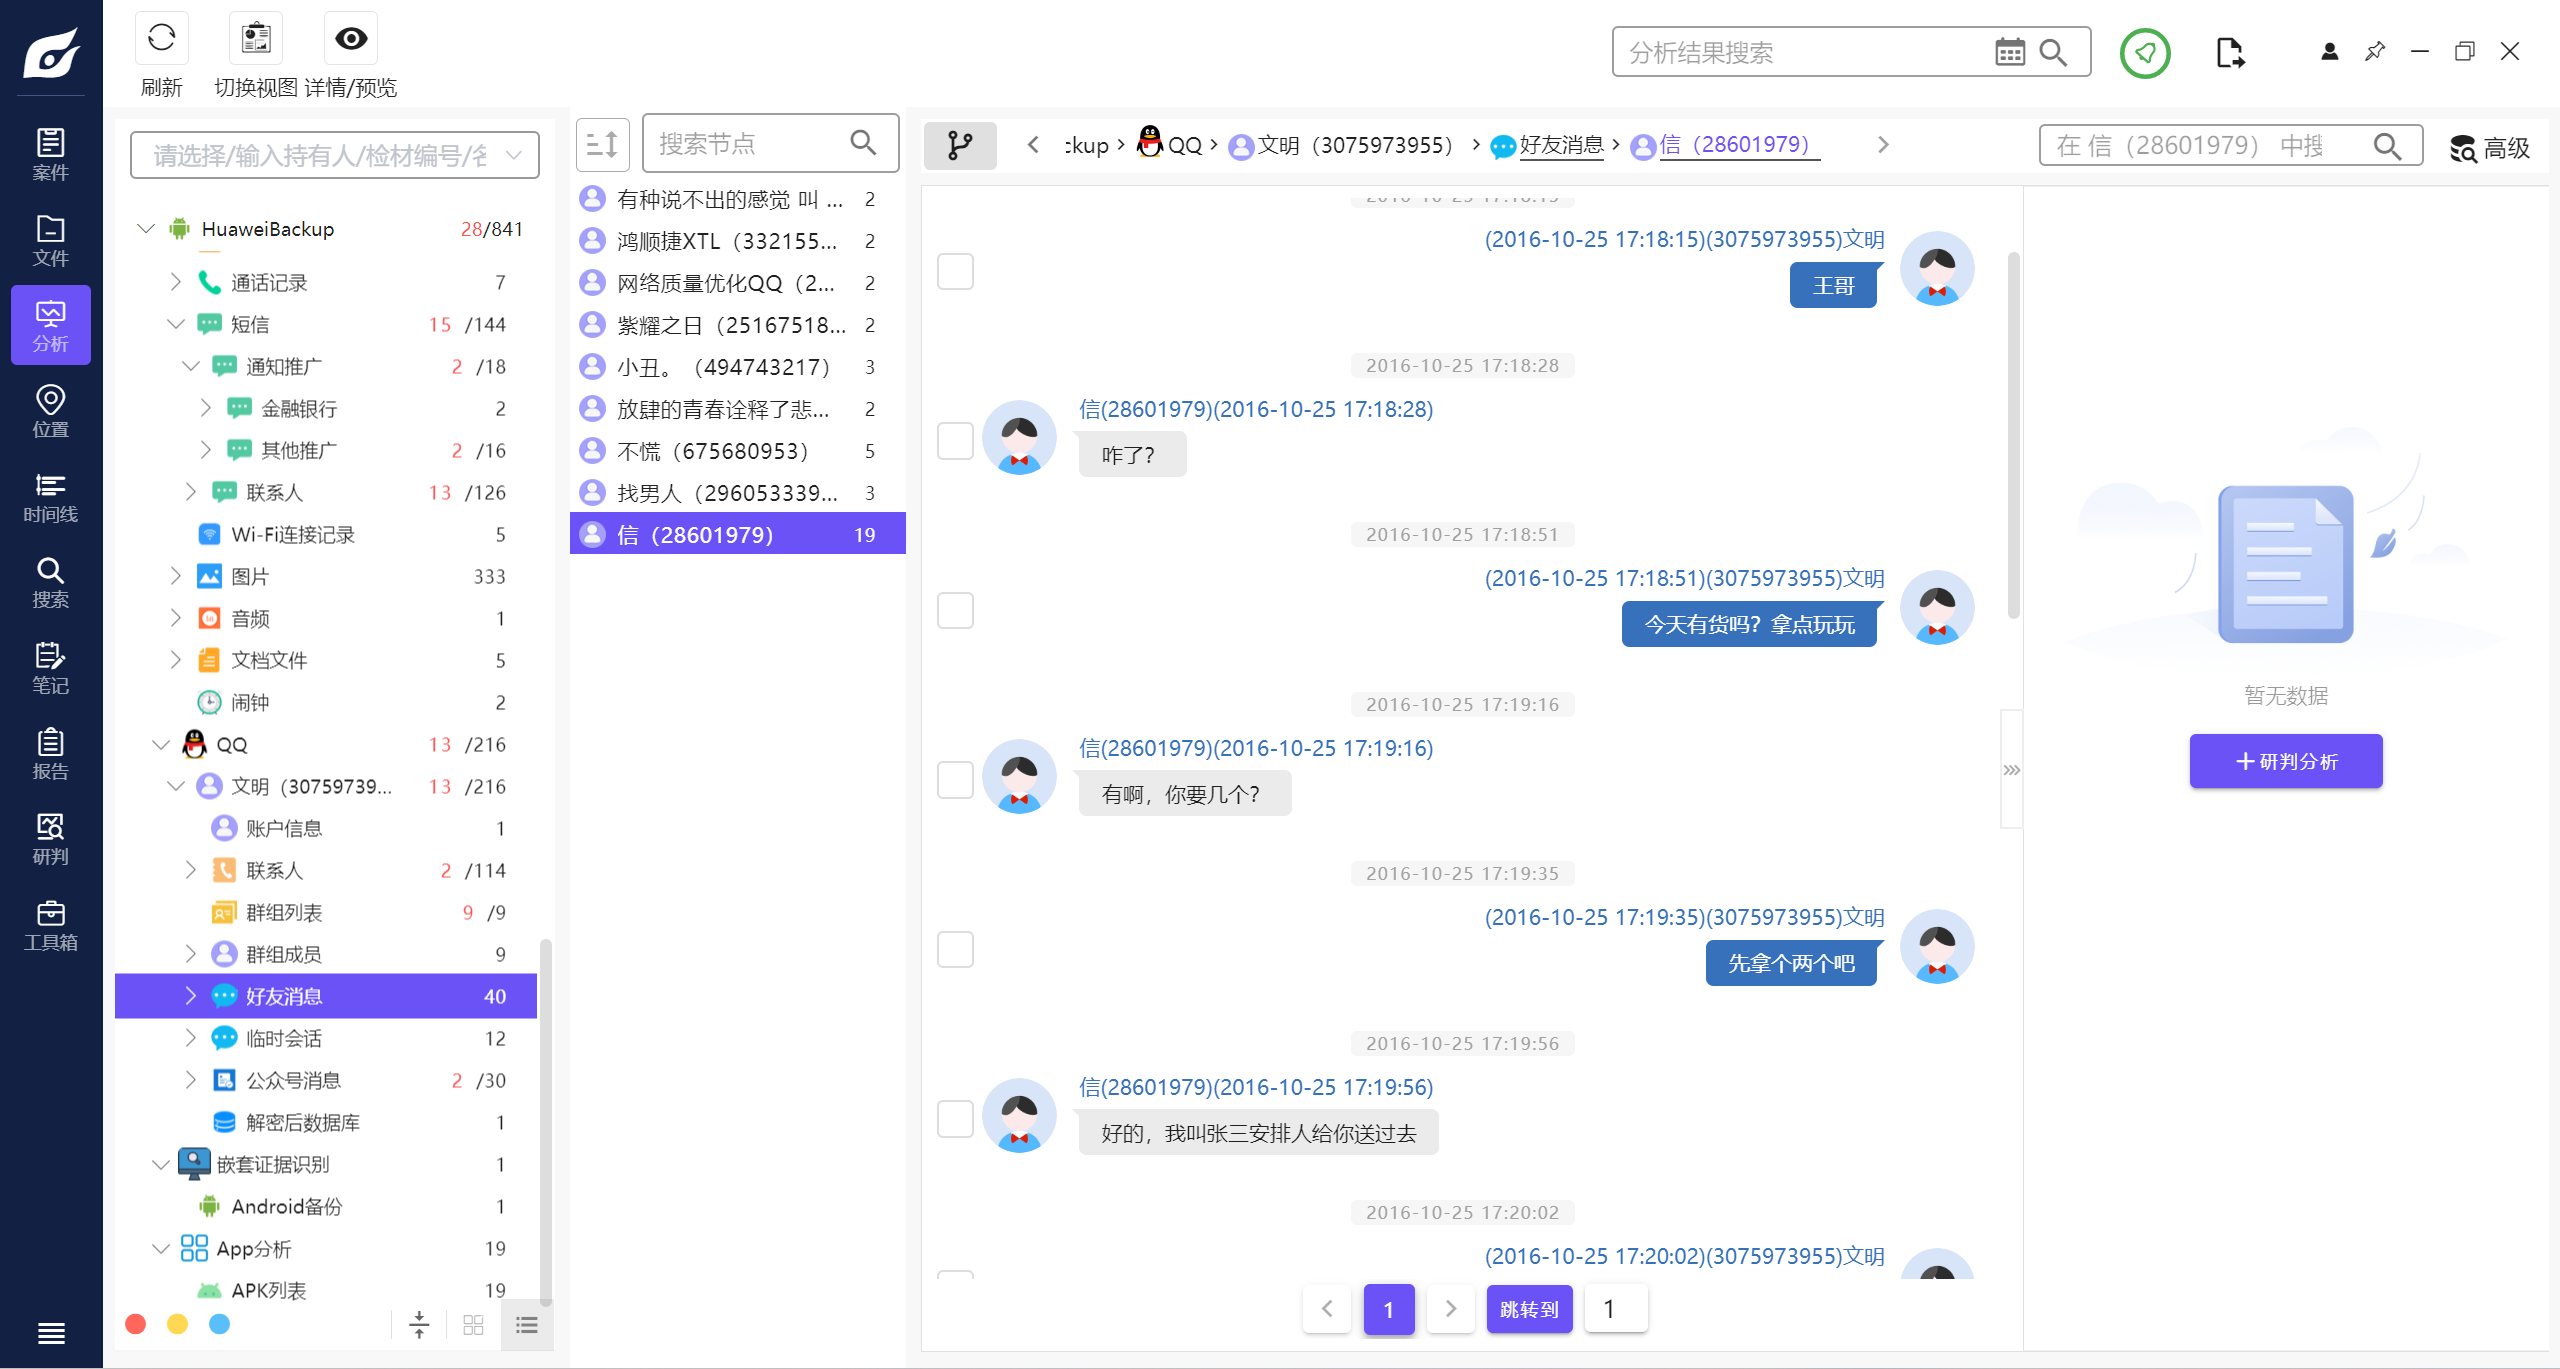 刷新
切换视图
详情/预览
分析结果搜索
案件
文件
分析
位置
时间线
搜索
笔记
报告
研判
工具箱
请选择/输入持有人/检材编号/名
HuaweiBackup 28/841
通话记录 7
短信 15 /144
通知推广 2 /18
金融银行 2
其他推广 2 /16
联系人 13 /126
Wi-Fi连接记录 5
图片 333
音频 1
文档文件 5
闹钟 2
QQ 13 /216
文明（30759739... 13 /216
账户信息 1
联系人 2 /114
群组列表 9 /9
群组成员 9
好友消息 40
临时会话 12
公众号消息 2 /30
解密后数据库 1
嵌套证据识别 1
Android备份 1
App分析 19
APK列表 19
搜索节点
有种说不出的感觉 叫 ... 2
鸿顺捷XTL（332155... 2
网络质量优化QQ（2... 2
紫耀之日（25167518... 2
小丑。（494743217） 3
放肆的青春诠释了悲... 2
不慌（675680953） 5
找男人（296053339... 3
信（28601979） 19
ckup › QQ › 文明（3075973955） › 好友消息 › 信（28601979）
在 信（28601979） 中搜
高级
2016-10-25 17:18:15
(2016-10-25 17:18:15)(3075973955)文明
王哥
2016-10-25 17:18:28
信(28601979)(2016-10-25 17:18:28)
咋了？
2016-10-25 17:18:51
(2016-10-25 17:18:51)(3075973955)文明
今天有货吗？拿点玩玩
2016-10-25 17:19:16
信(28601979)(2016-10-25 17:19:16)
有啊，你要几个？
2016-10-25 17:19:35
(2016-10-25 17:19:35)(3075973955)文明
先拿个两个吧
2016-10-25 17:19:56
信(28601979)(2016-10-25 17:19:56)
好的，我叫张三安排人给你送过去
2016-10-25 17:20:02
(2016-10-25 17:20:02)(3075973955)文明
1
跳转到
1
暂无数据
+研判分析